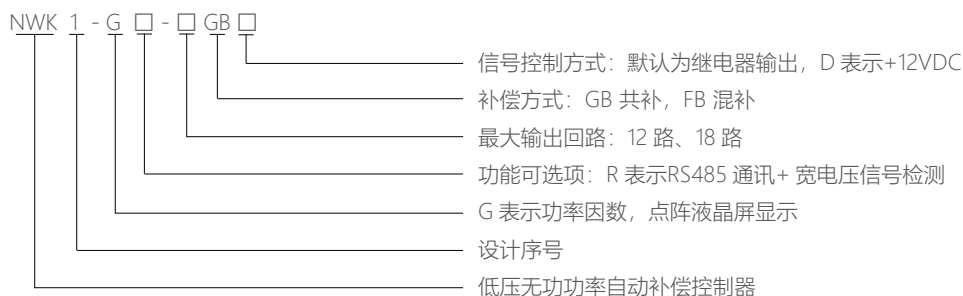 NWK 1 - G □ - □ GB □
信号控制方式：默认为继电器输出，D 表示+12VDC
补偿方式：GB 共补，FB 混补
最大输出回路：12 路、18 路
功能可选项：R 表示RS485 通讯+ 宽电压信号检测
G 表示功率因数，点阵液晶屏显示
设计序号
低压无功功率自动补偿控制器